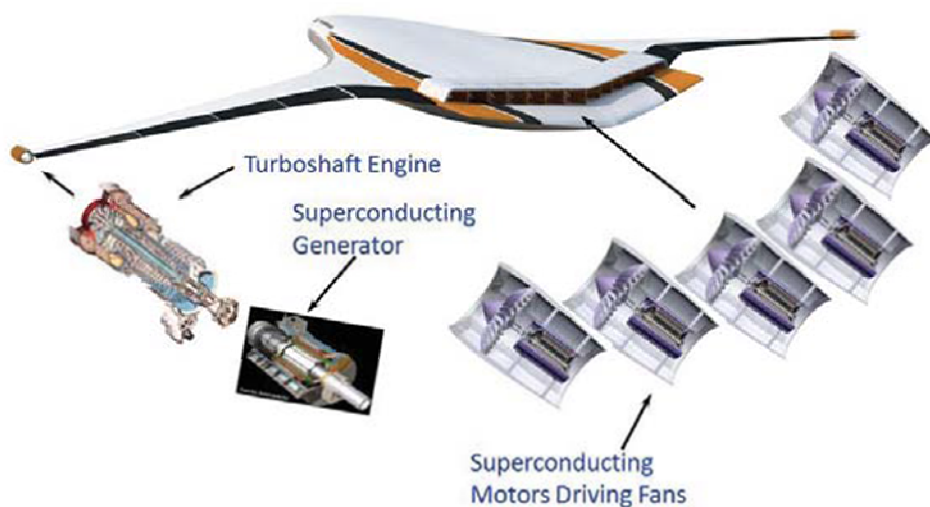 Turboshaft Engine
Superconducting
Generator
Superconducting
Motors Driving Fans